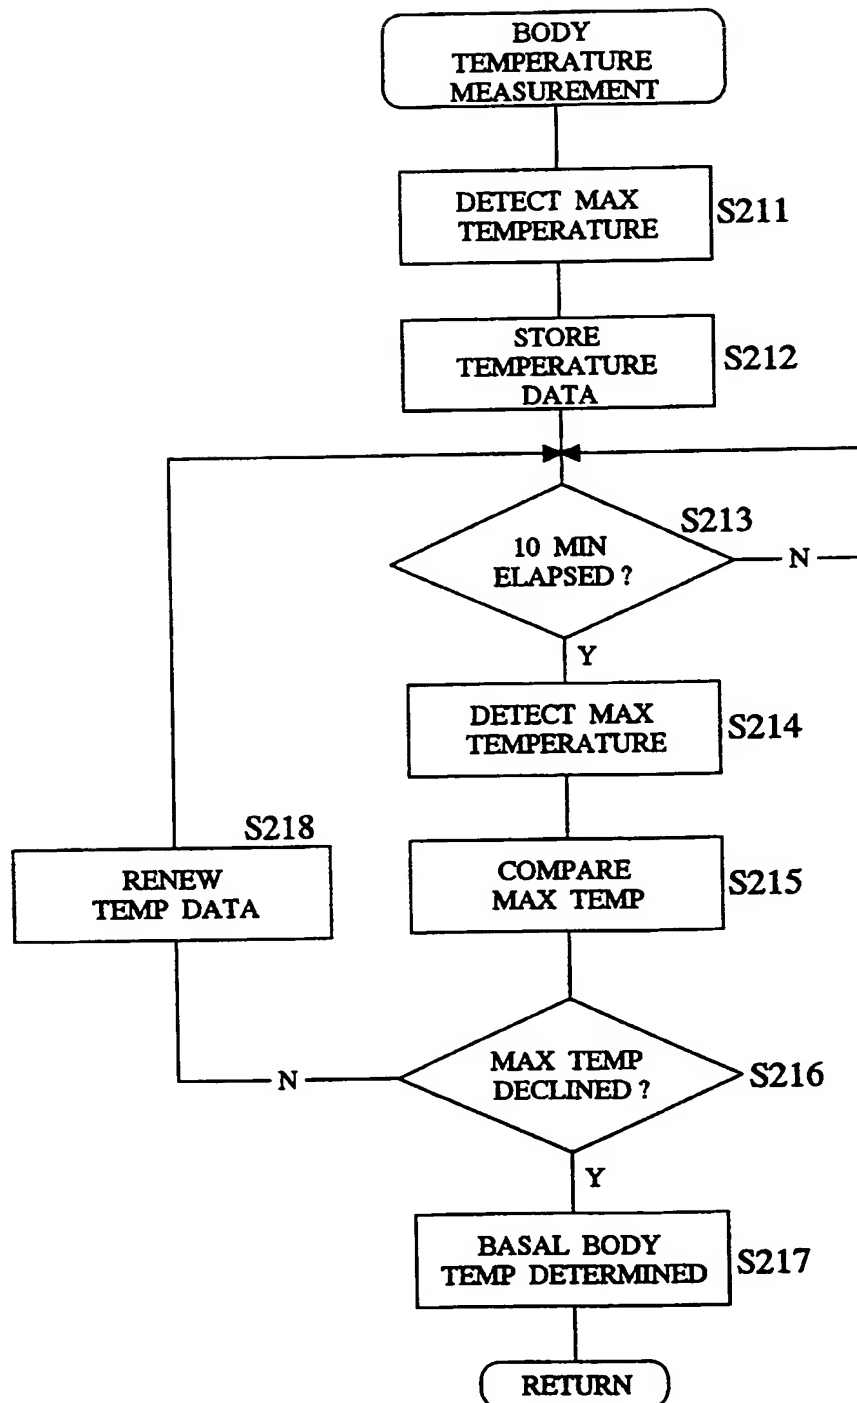 BODY
TEMPERATURE
MEASUREMENT
DETECT MAX
TEMPERATURE
S211
STORE
TEMPERATURE
DATA
S212
S213
10 MIN
ELAPSED ?
N
Y
DETECT MAX
TEMPERATURE
S214
S218
RENEW
TEMP DATA
COMPARE
MAX TEMP
S215
MAX TEMP
DECLINED ?
S216
N
Y
BASAL BODY
TEMP DETERMINED
S217
RETURN